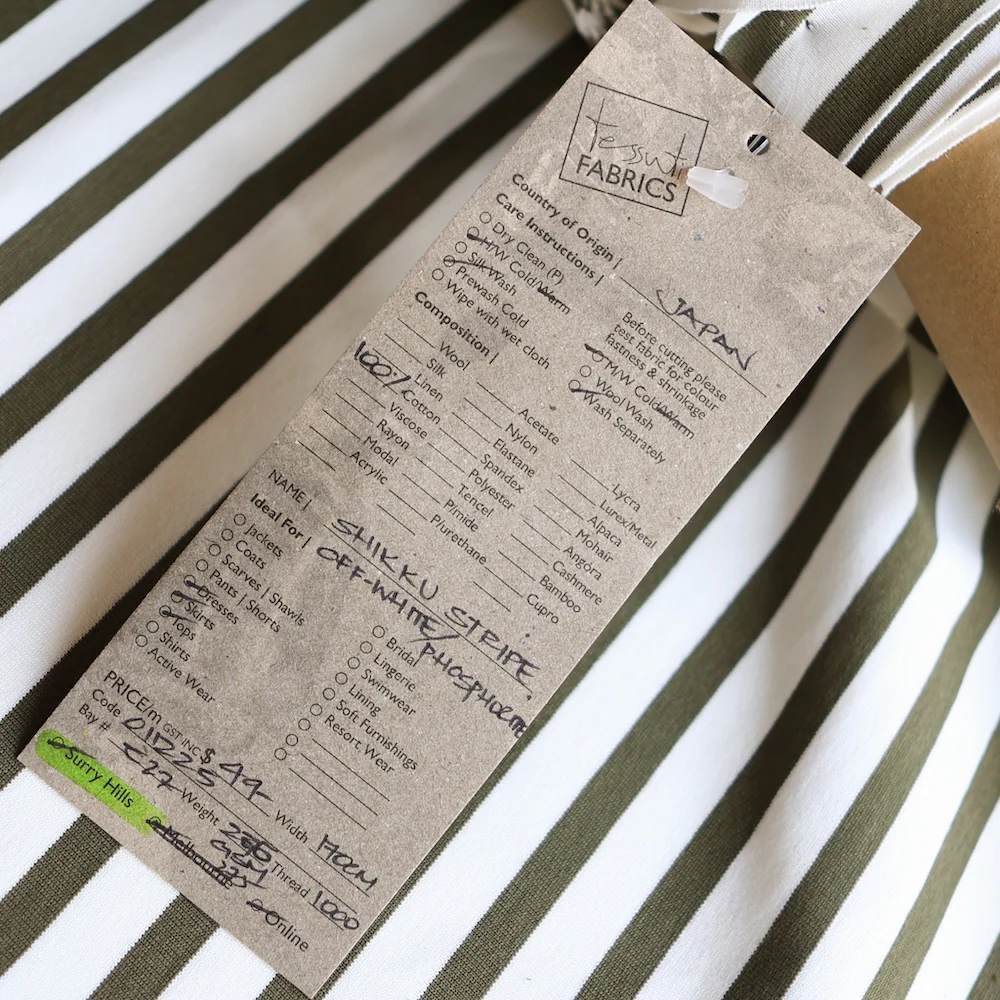 tessuti
FABRICS
Country of Origin | JAPAN
Care Instructions |
Dry Clean (P)
H/W Cold/Warm
Silk Wash
Prewash Cold
Wipe with wet cloth
Before cutting please
test fabric for colour
fastness & shrinkage
M/W Cold/Warm
Wool Wash
Wash Separately
Composition |
Wool
Silk
Linen
100% Cotton
Viscose
Rayon
Modal
Acrylic
Acetate
Nylon
Elastane
Spandex
Polyester
Tencel
P/mide
P/urethane
Lycra
Lurex/Metal
Alpaca
Mohair
Angora
Cashmere
Bamboo
Cupro
NAME | SHIKKU STRIPE
OFF-WHITE/PHOSPHORE
Ideal For |
Jackets
Coats
Scarves | Shawls
Pants | Shorts
Dresses
Skirts
Tops
Shirts
Active Wear
Bridal
Lingerie
Swimwear
Lining
Soft Furnishings
Resort Wear
PRICE/m GST INC $ 49-
Code 011225 Width 140CM
Bay # C27 Weight Thread 1000
Surry Hills
Melbourne
Online